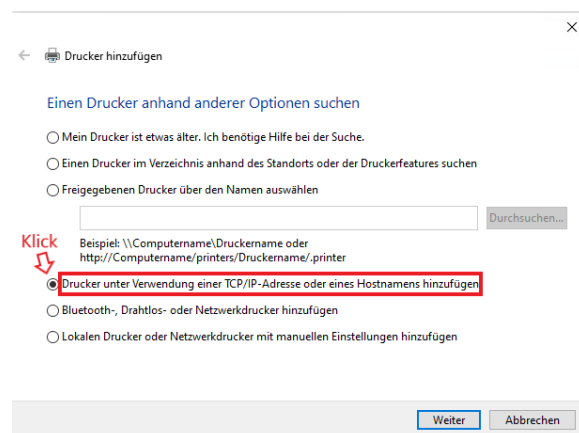 Drucker hinzufügen
Einen Drucker anhand anderer Optionen suchen
Mein Drucker ist etwas älter. Ich benötige Hilfe bei der Suche.
Einen Drucker im Verzeichnis anhand des Standorts oder der Druckerfeatures suchen
Freigegebenen Drucker über den Namen auswählen
Durchsuchen...
Klick
Beispiel: \\Computername\Druckername oder
http://Computername/printers/Druckername/.printer
Drucker unter Verwendung einer TCP/IP-Adresse oder eines Hostnamens hinzufügen
Bluetooth-, Drahtlos- oder Netzwerkdrucker hinzufügen
Lokalen Drucker oder Netzwerkdrucker mit manuellen Einstellungen hinzufügen
Weiter Abbrechen